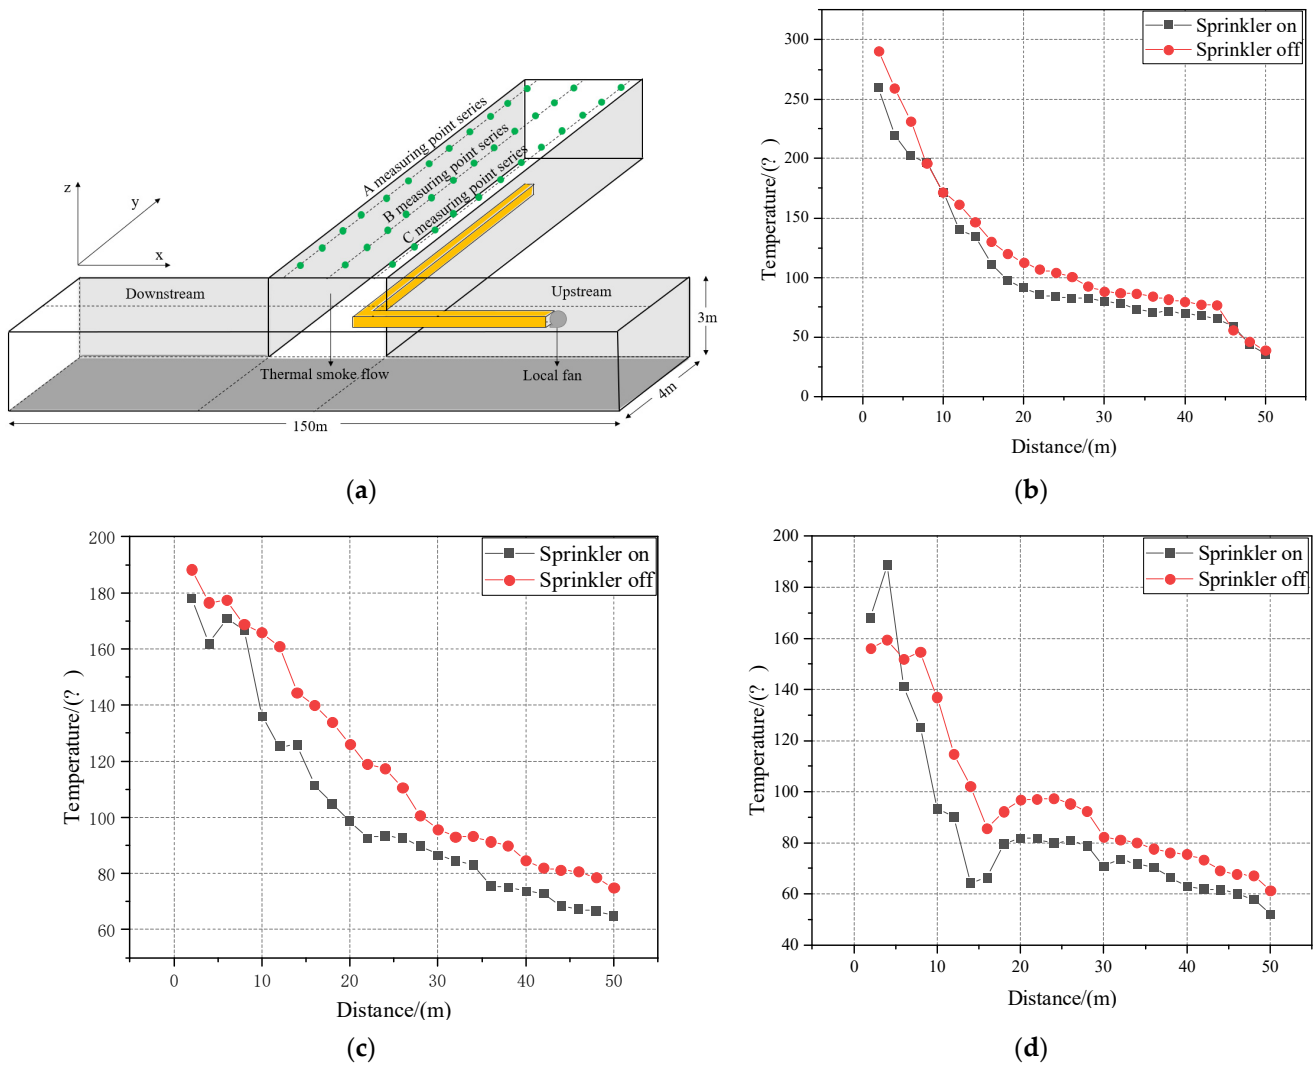 A measuring point series
B measuring point series
C measuring point series
z
y
x
Downstream
Upstream
3m
Thermal smoke flow
Local fan
4m
150m
(a)
Sprinkler on
Sprinkler off
300
250
200
150
100
50
0
Temperature/(? )
0 10 20 30 40 50
Distance/(m)
(b)
Sprinkler on
Sprinkler off
200
180
160
140
120
100
80
60
Temperature/(? )
0 10 20 30 40 50
Distance/(m)
(c)
Sprinkler on
Sprinkler off
200
180
160
140
120
100
80
60
40
Temperature/(? )
0 10 20 30 40 50
Distance/(m)
(d)